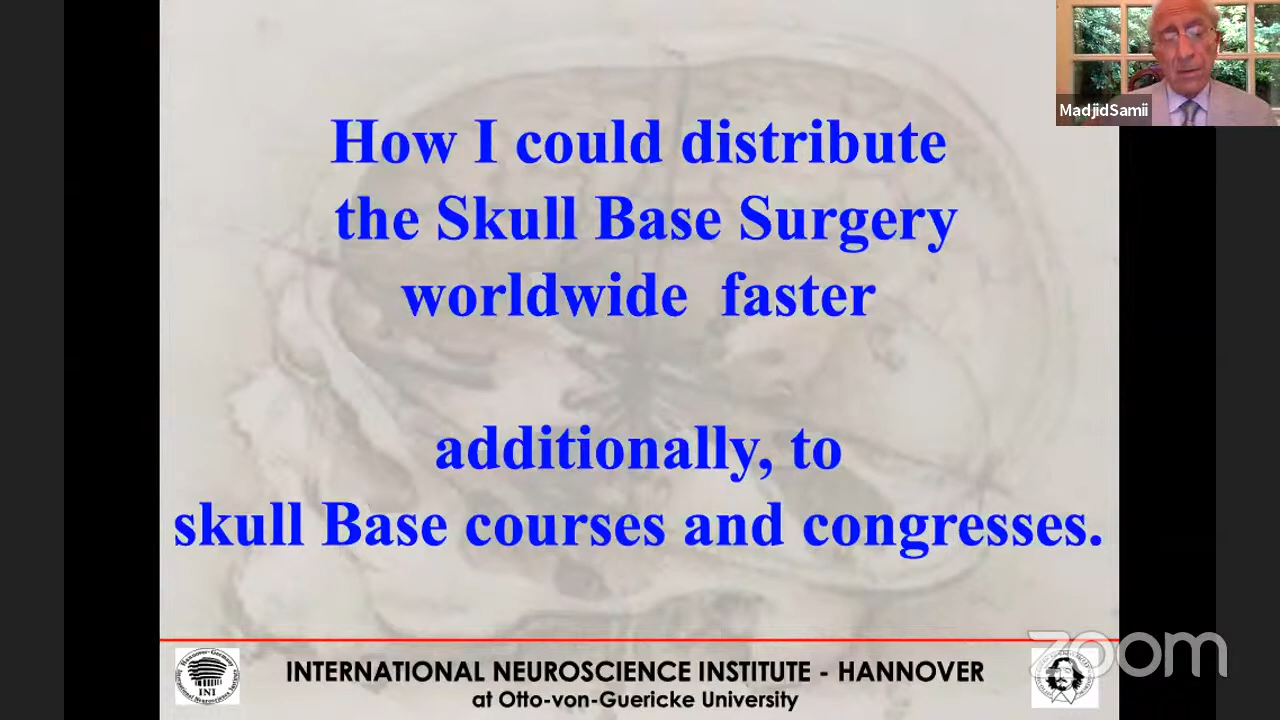 MadjidSamii
How I could distribute
the Skull Base Surgery
worldwide faster
additionally, to
skull Base courses and congresses.
INTERNATIONAL NEUROSCIENCE INSTITUTE - HANNOVER
at Otto-von-Guericke University
INI
zoom